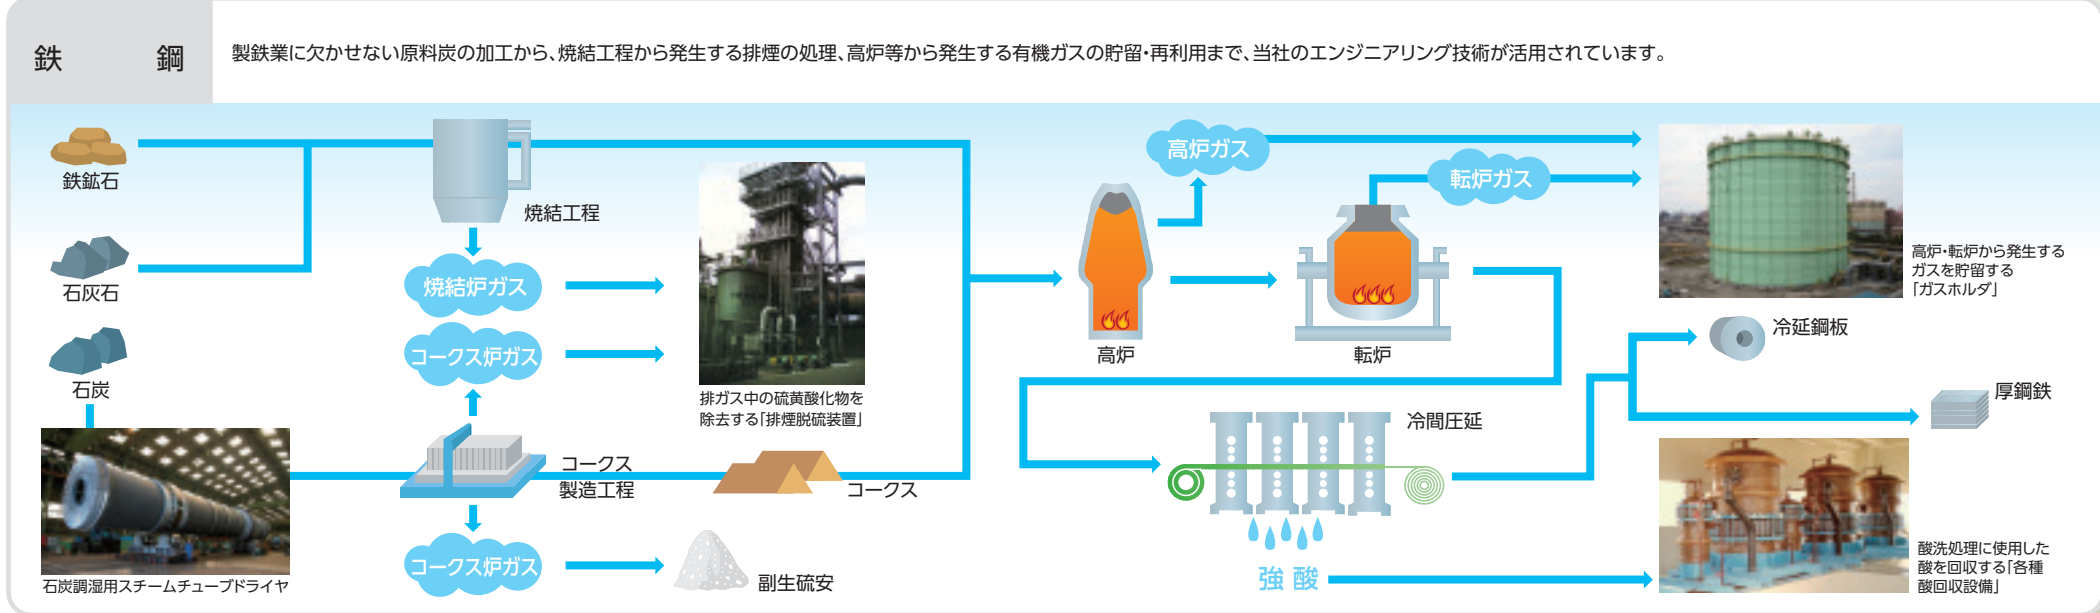 鉄 鋼
製鉄業に欠かせない原料炭の加工から、焼結工程から発生する排煙の処理、高炉等から発生する有機ガスの貯留・再利用まで、当社のエンジニアリング技術が活用されています。
鉄鉱石
石灰石
石炭
石炭調湿用スチームチューブドライヤ
焼結工程
焼結炉ガス
コークス炉ガス
排ガス中の硫黄酸化物を
除去する「排煙脱硫装置」
コークス
製造工程
コークス
コークス炉ガス
副生硫安
高炉ガス
転炉ガス
高炉
転炉
高炉・転炉から発生する
ガスを貯留する
「ガスホルダ」
冷間圧延
冷延鋼板
厚鋼鉄
強 酸
酸洗処理に使用した
酸を回収する「各種
酸回収設備」